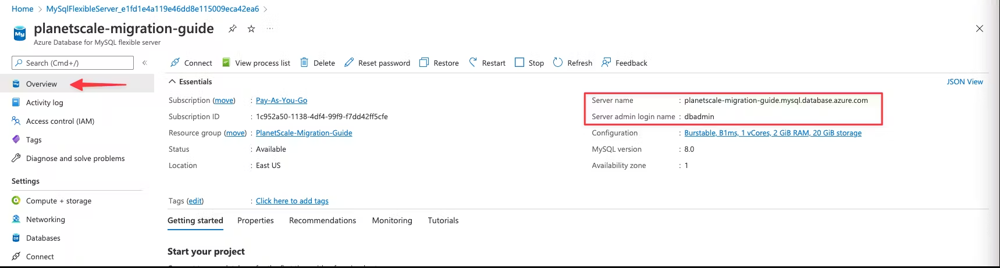 Home > MySqlFlexibleServer_e1fd1e4a119e46dd8e115009eca42ea6 >
planetscale-migration-guide
My
Azure Database for MySQL flexible server
Search (Cmd+/)
Connect View process list Delete Reset password Restore Restart Stop Refresh Feedback
Overview
Activity log
Access control (IAM)
Tags
Diagnose and solve problems
Settings
Compute + storage
Networking
Databases
Connect
Essentials
JSON View
Subscription (move) : Pay-As-You-Go
Subscription ID : 1c952a50-1138-4df4-99f9-f7dd42ff5cfe
Resource group (move) : PlanetScale-Migration-Guide
Status : Available
Location : East US
Server name : planetscale-migration-guide.mysql.database.azure.com
Server admin login name : dbadmin
Configuration : Burstable, B1ms, 1 vCores, 2 GiB RAM, 20 GiB storage
MySQL version : 8.0
Availability zone : 1
Tags (edit) : Click here to add tags
Getting started Properties Recommendations Monitoring Tutorials
Start your project